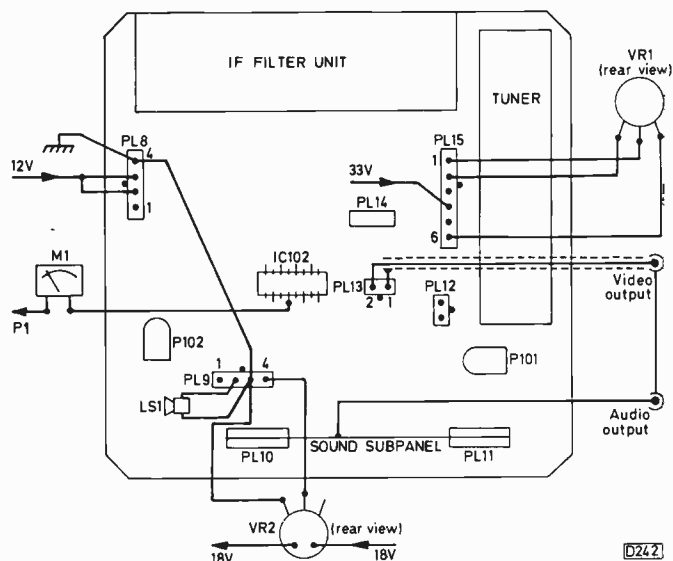 IF FILTER UNIT
TUNER
VR1
(rear view)
PL8
4
12V
1
PL15
1
33V
6
PL14
M1
P1
IC102
PL13
2 1
PL12
Video
output
P102
P101
1
PL9
4
LS1
Audio
output
PL10
SOUND SUBPANEL
PL11
VR2
(rear view)
18V
18V
D242